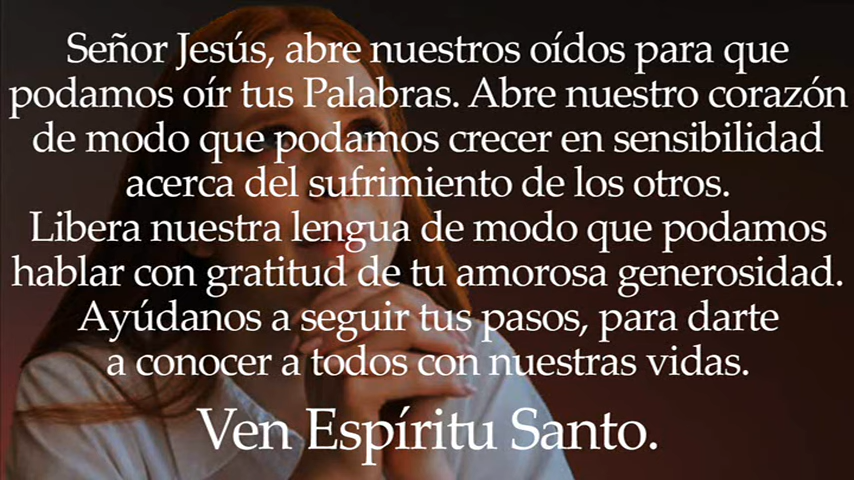 Señor Jesús, abre nuestros oídos para que
podamos oír tus Palabras. Abre nuestro corazón
de modo que podamos crecer en sensibilidad
acerca del sufrimiento de los otros.
Libera nuestra lengua de modo que podamos
hablar con gratitud de tu amorosa generosidad.
Ayúdanos a seguir tus pasos, para darte
a conocer a todos con nuestras vidas.
Ven Espíritu Santo.